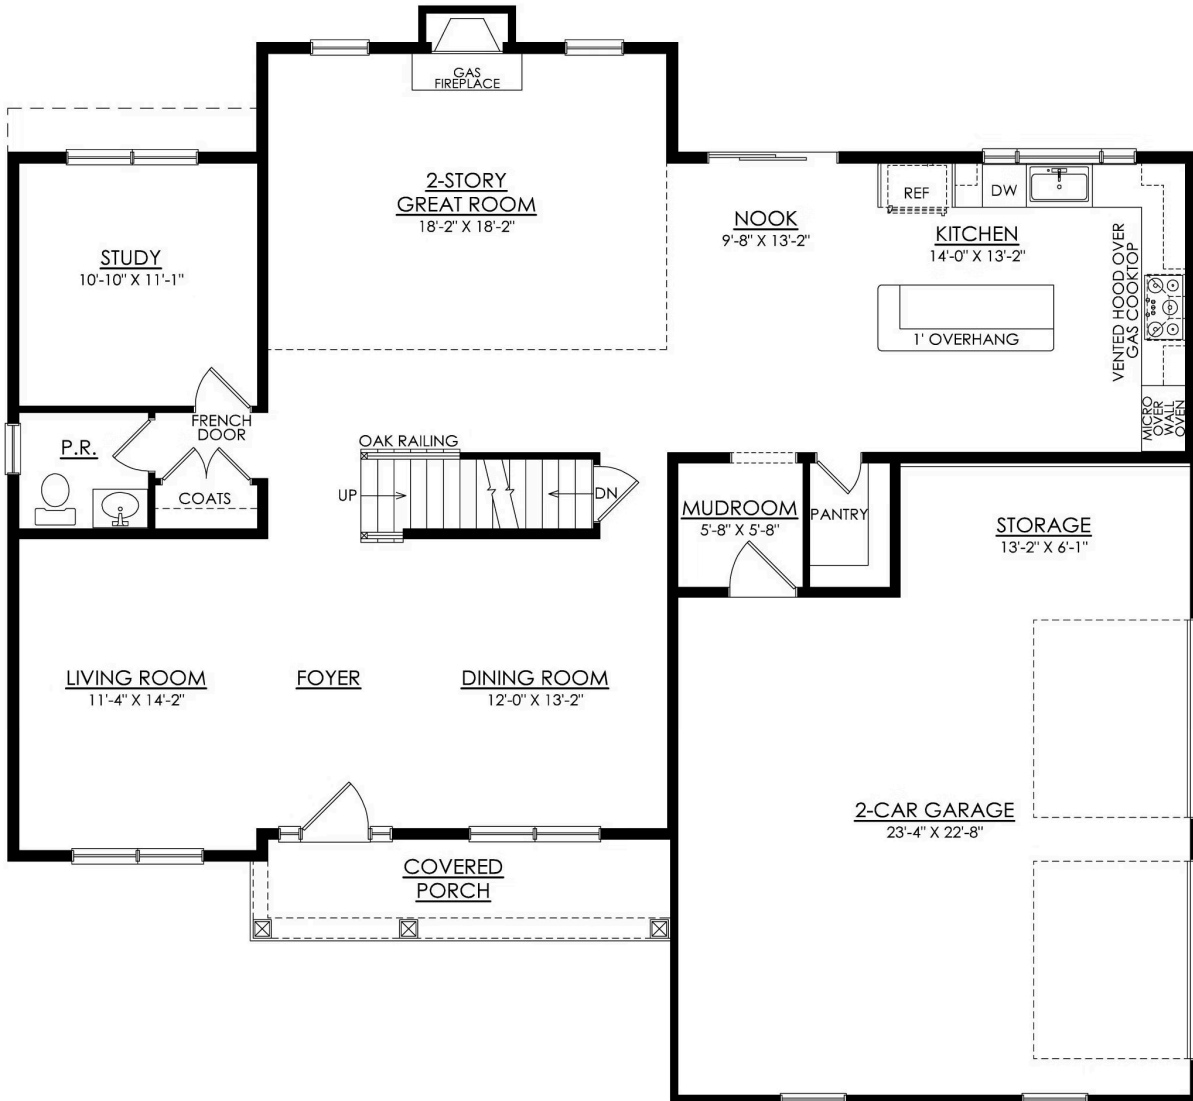 GAS
FIREPLACE
2-STORY
GREAT ROOM
18'-2" X 18'-2"
STUDY
10'-10" X 11'-1"
NOOK
9'-8" X 13'-2"
REF
DW
KITCHEN
14'-0" X 13'-2"
VENTED HOOD OVER
GAS COOKTOP
1' OVERHANG
MICRO
OVER
WALL
OVEN
FRENCH
DOOR
P.R.
COATS
OAK RAILING
UP
DN
MUDROOM
5'-8" X 5'-8"
PANTRY
STORAGE
13'-2" X 6'-1"
LIVING ROOM
11'-4" X 14'-2"
FOYER
DINING ROOM
12'-0" X 13'-2"
2-CAR GARAGE
23'-4" X 22'-8"
COVERED
PORCH